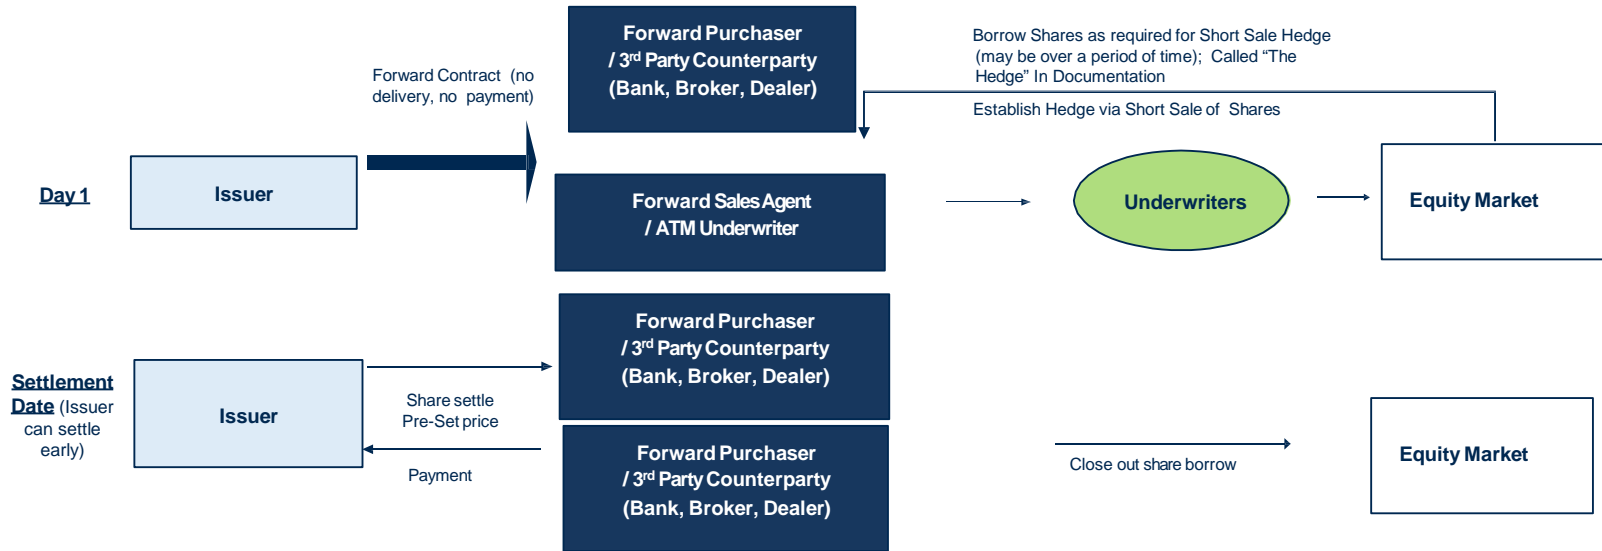 Forward Purchaser
/ 3rd Party Counterparty
(Bank, Broker, Dealer)
Borrow Shares as required for Short Sale Hedge
(may be over a period of time); Called “The
Hedge” In Documentation
Establish Hedge via Short Sale of Shares
Forward Contract (no
delivery, no payment)
Day 1
Issuer
Forward Sales Agent
/ ATM Underwriter
Underwriters
Equity Market
Forward Purchaser
/ 3rd Party Counterparty
(Bank, Broker, Dealer)
Settlement
Date (Issuer
can settle
early)
Issuer
Share settle
Pre-Set price
Payment
Forward Purchaser
/ 3rd Party Counterparty
(Bank, Broker, Dealer)
Close out share borrow
Equity Market